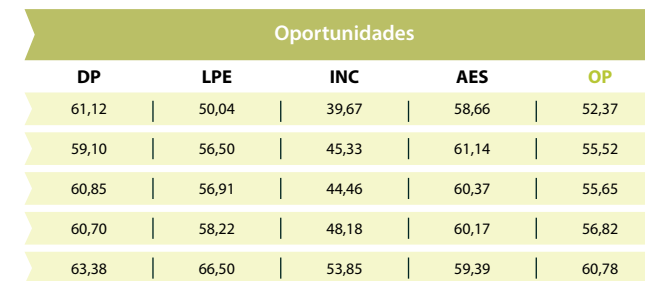 Oportunidades
DP LPE INC AES OP
61,12 50,04 39,67 58,66 52,37
59,10 56,50 45,33 61,14 55,52
60,85 56,91 44,46 60,37 55,65
60,70 58,22 48,18 60,17 56,82
63,38 66,50 53,85 59,39 60,78